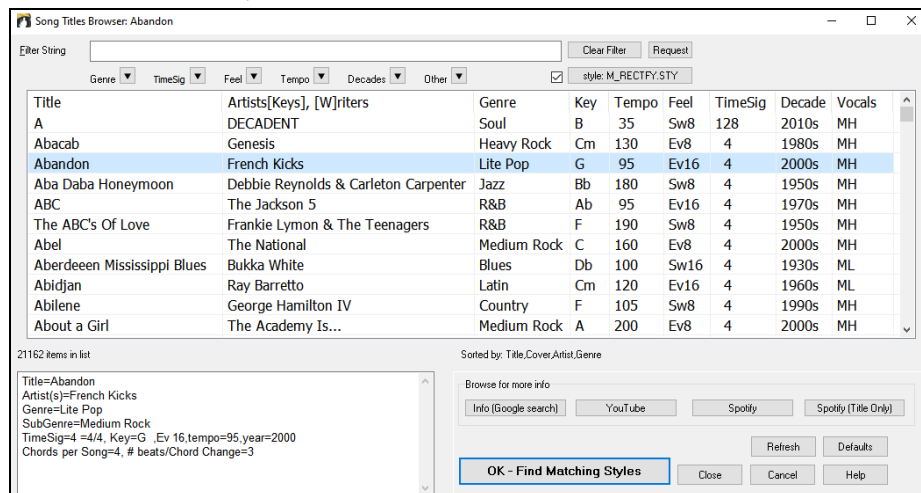 Song Titles Browser: Abandon
Filter String Clear Filter Request
Genre TimeSig Feel Tempo Decades Other style: M_RECTFY.STY
Title Artists[Keys], [W]riters Genre Key Tempo Feel TimeSig Decade Vocals
A DECADENT Soul B 35 Sw8 128 2010s MH
Abacab Genesis Heavy Rock Cm 130 Ev8 4 1980s MH
Abandon French Kicks Lite Pop G 95 Ev16 4 2000s MH
Aba Daba Honeymoon Debbie Reynolds & Carleton Carpenter Jazz Bb 180 Sw8 4 1950s MH
ABC The Jackson 5 R&B Ab 95 Ev16 4 1970s MH
The ABC's Of Love Frankie Lymon & The Teenagers R&B F 190 Sw8 4 1950s MH
Abel The National Medium Rock C 160 Ev8 4 2000s MH
Aberdeeen Mississippi Blues Bukka White Blues Db 100 Sw16 4 1930s ML
Abidjan Ray Barretto Latin Cm 120 Ev16 4 1960s ML
Abilene George Hamilton IV Country F 105 Sw8 4 1990s MH
About a Girl The Academy Is... Medium Rock A 200 Ev8 4 2000s MH
21162 items in list Sorted by: Title,Cover,Artist,Genre
Title=Abandon
Artist(s)=French Kicks
Genre=Lite Pop
SubGenre=Medium Rock
TimeSig=4 =4/4, Key=G ,Ev 16,tempo=95,year=2000
Chords per Song=4, # beats/Chord Change=3
Browse for more info
Info (Google search) YouTube Spotify Spotify (Title Only)
Refresh Defaults
OK - Find Matching Styles Close Cancel Help